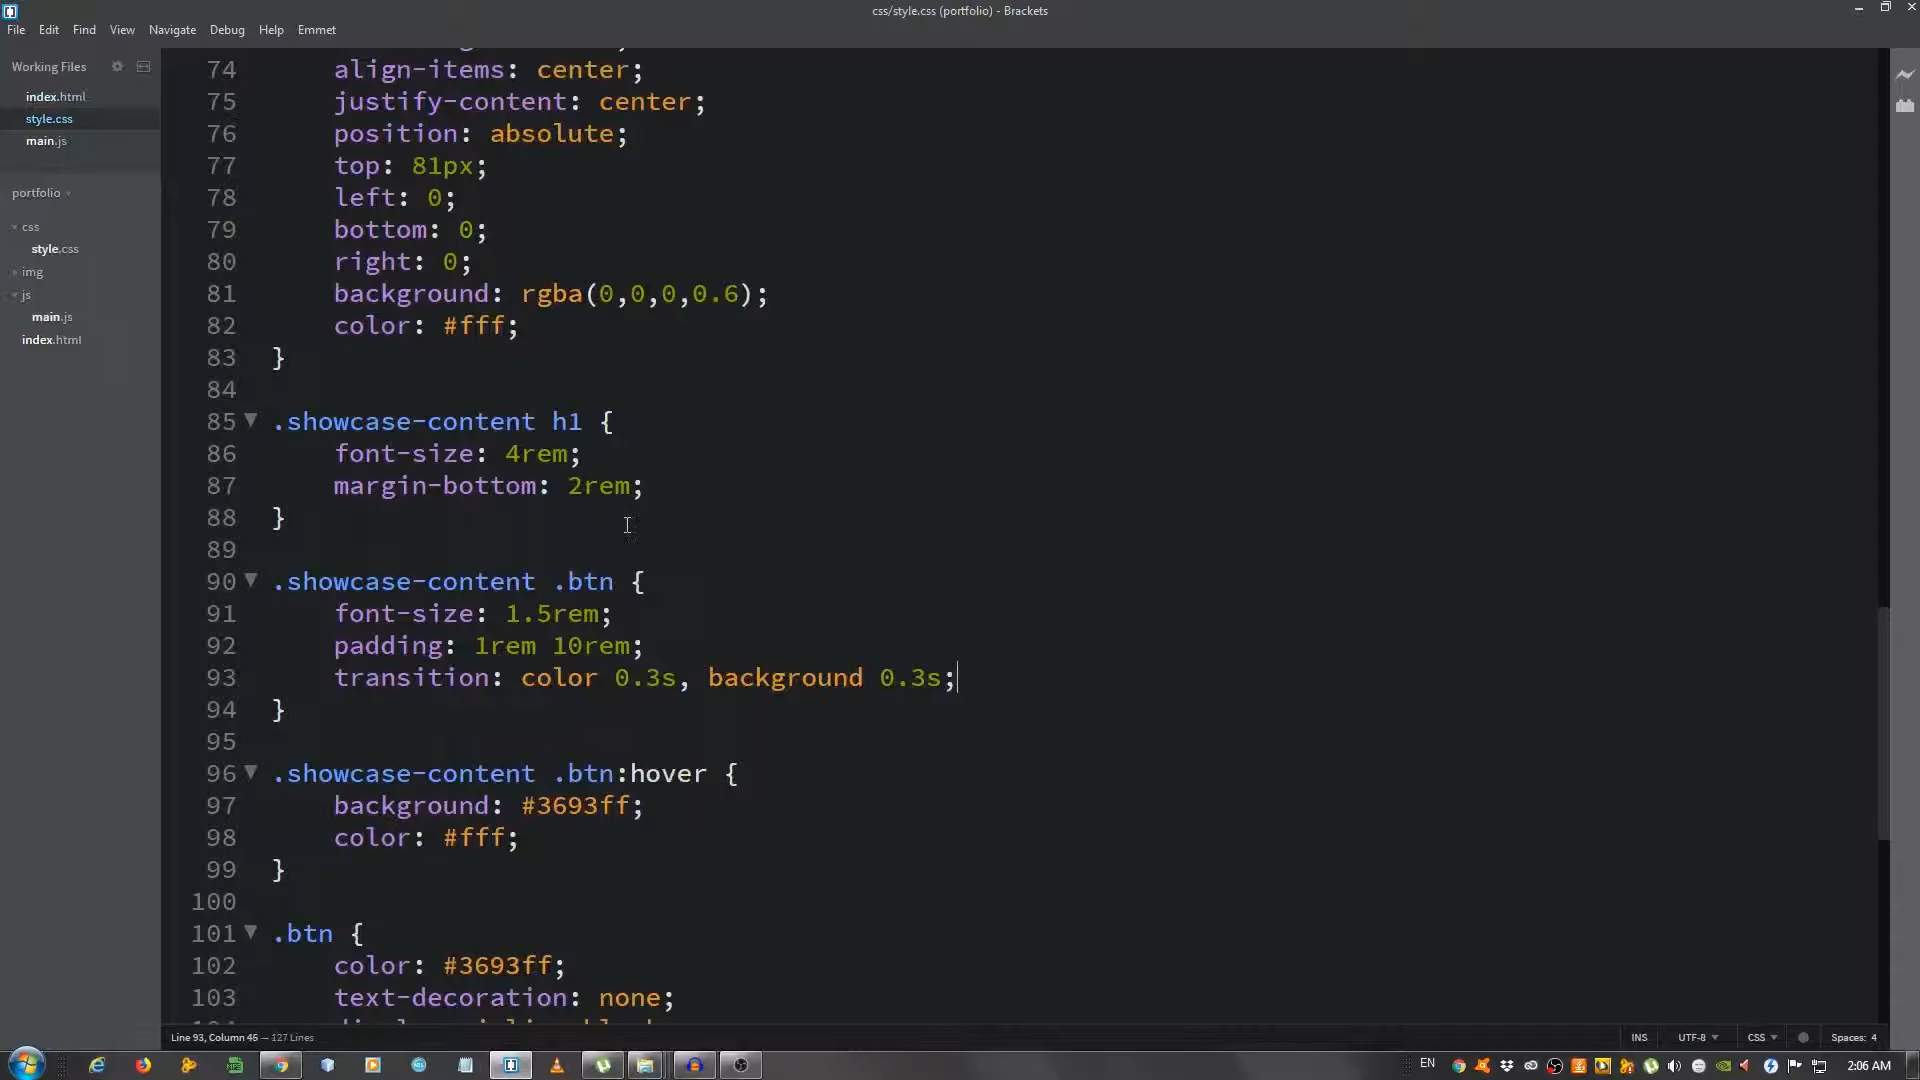 css/style.css (portfolio) - Brackets
File Edit Find View Navigate Debug Help Emmet
Working Files
index.html
style.css
main.js
portfolio
css
style.css
img
js
main.js
index.html
74 align-items: center;
75 justify-content: center;
76 position: absolute;
77 top: 81px;
78 left: 0;
79 bottom: 0;
80 right: 0;
81 background: rgba(0,0,0,0.6);
82 color: #fff;
83 }
84
85 .showcase-content h1 {
86 font-size: 4rem;
87 margin-bottom: 2rem;
88 }
89
90 .showcase-content .btn {
91 font-size: 1.5rem;
92 padding: 1rem 10rem;
93 transition: color 0.3s, background 0.3s;
94 }
95
96 .showcase-content .btn:hover {
97 background: #3693ff;
98 color: #fff;
99 }
100
101 .btn {
102 color: #3693ff;
103 text-decoration: none;
Line 93, Column 45 — 127 Lines
INS UTF-8 CSS Spaces: 4
EN 2:06 AM